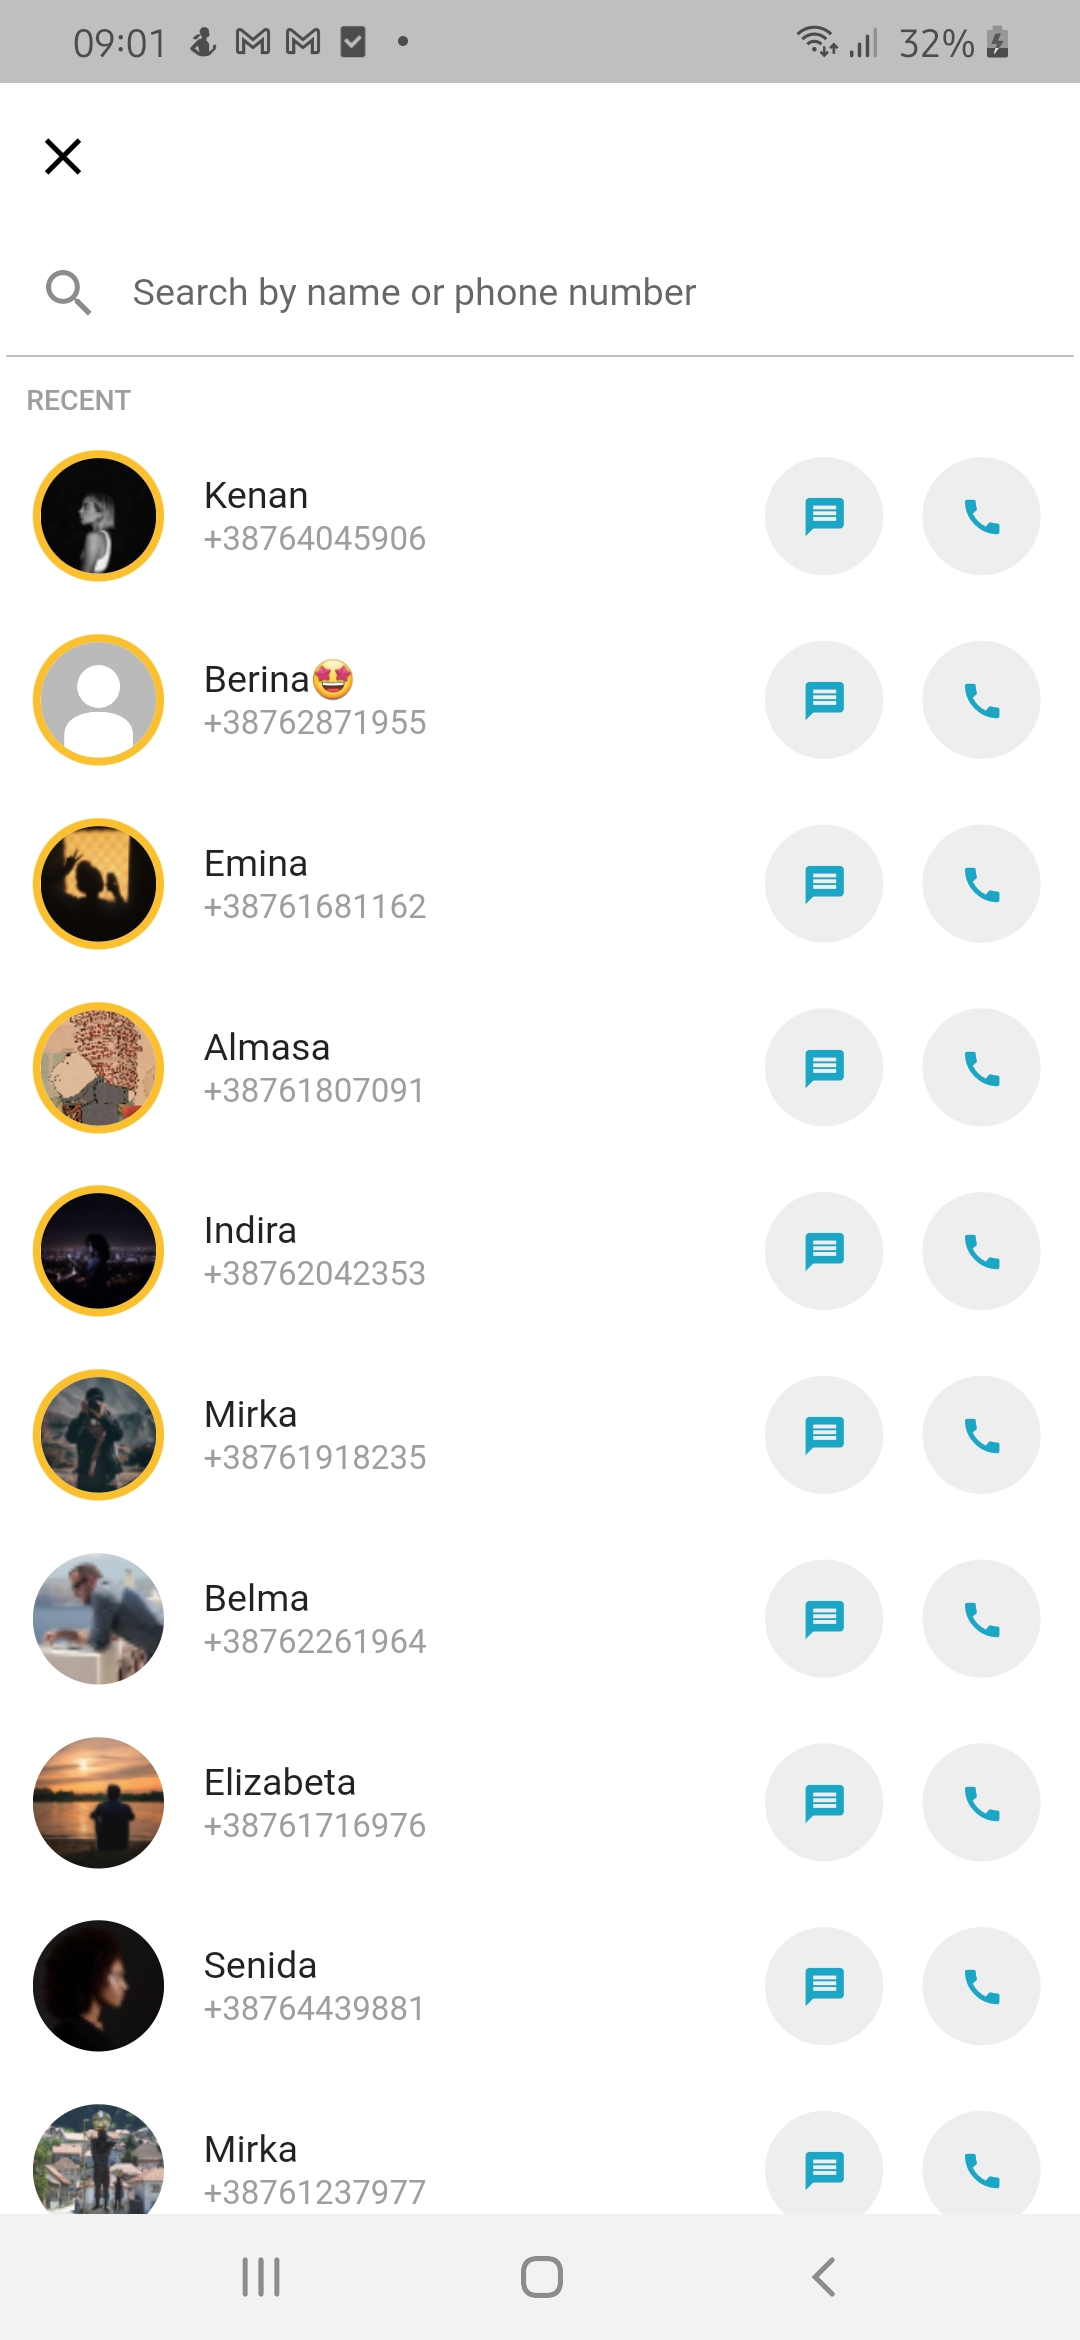 09:01
32%
Search by name or phone number
RECENT
Kenan
+38764045906
Berina🤩
+38762871955
Emina
+38761681162
Almasa
+38761807091
Indira
+38762042353
Mirka
+38761918235
Belma
+38762261964
Elizabeta
+38761716976
Senida
+38764439881
Mirka
+38761237977